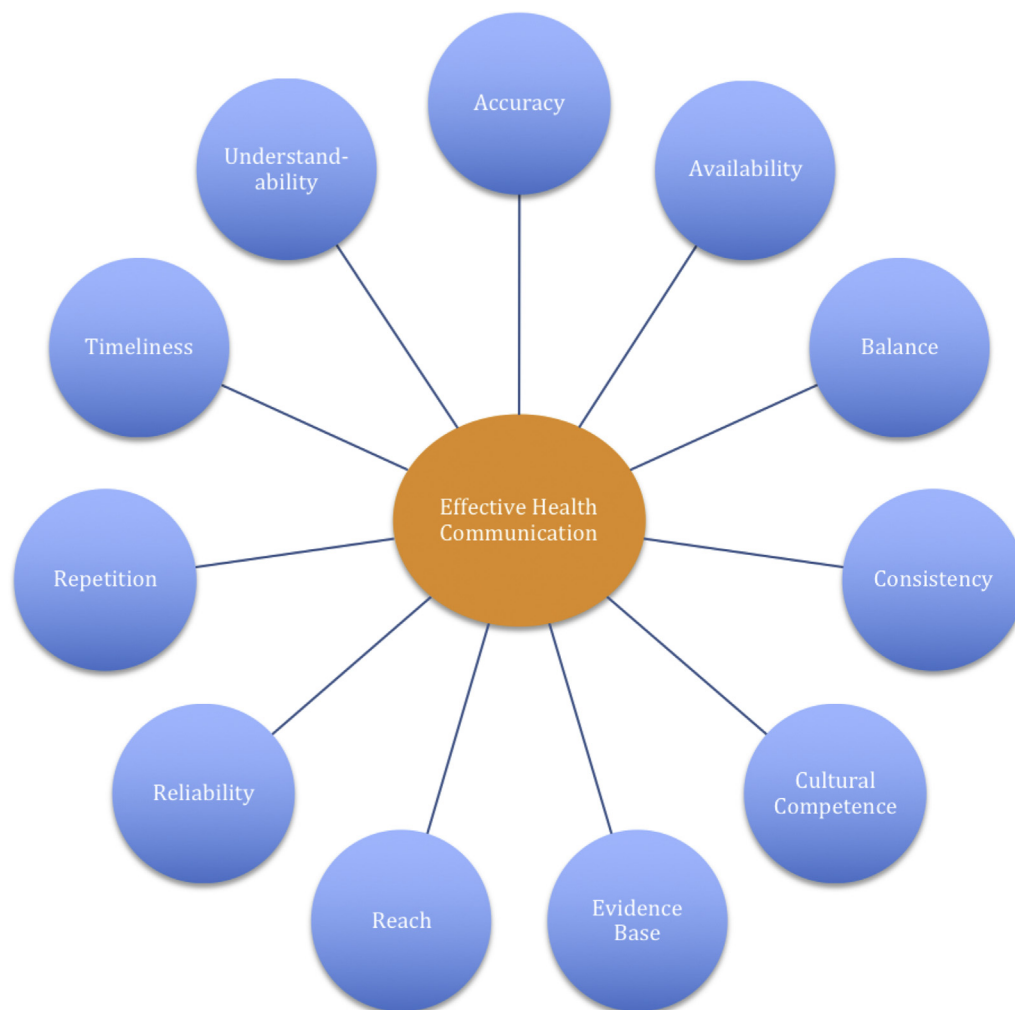 Accuracy
Availability
Balance
Consistency
Cultural
Competence
Evidence
Base
Reach
Reliability
Repetition
Timeliness
Understand-
ability
Effective Health
Communication